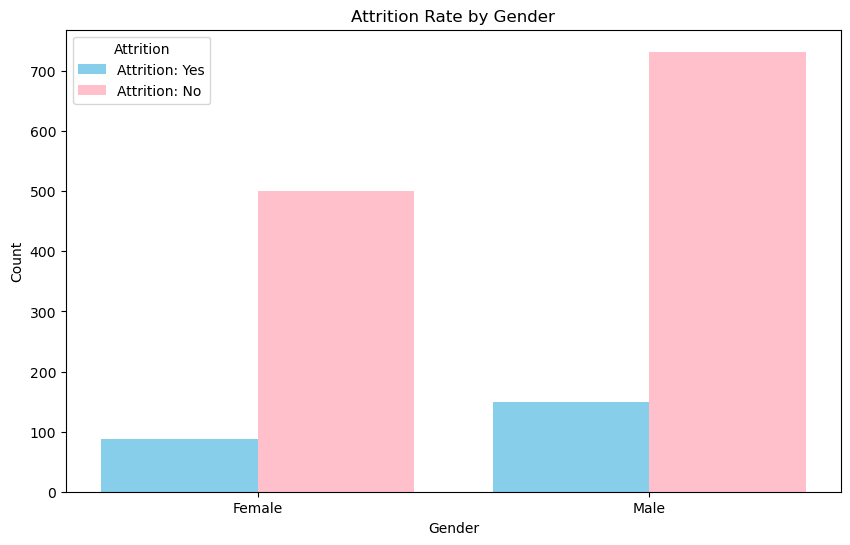 Attrition Rate by Gender
Attrition
Attrition: Yes
Attrition: No
700
600
500
400
300
200
100
0
Count
Female
Male
Gender